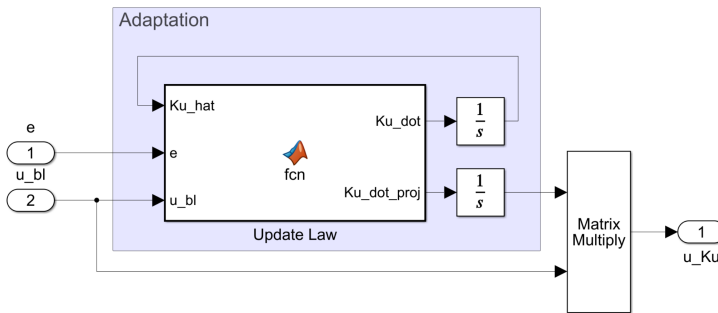 Adaptation
Ku_hat
Ku_dot
1
s
e
1
e
fcn
u_bl
2
u_bl
Ku_dot_proj
1
s
Update Law
Matrix
Multiply
1
u_Ku